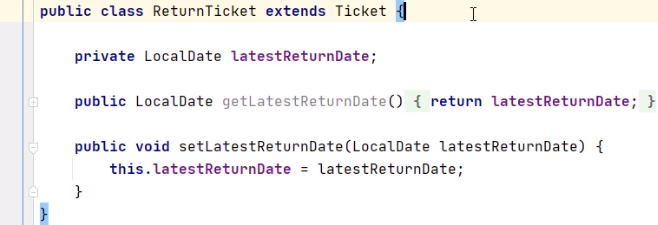 public class ReturnTicket extends Ticket {
private LocalDate latestReturnDate;
public LocalDate getLatestReturnDate() { return latestReturnDate; }
public void setLatestReturnDate(LocalDate latestReturnDate) {
this.latestReturnDate = latestReturnDate;
}
}